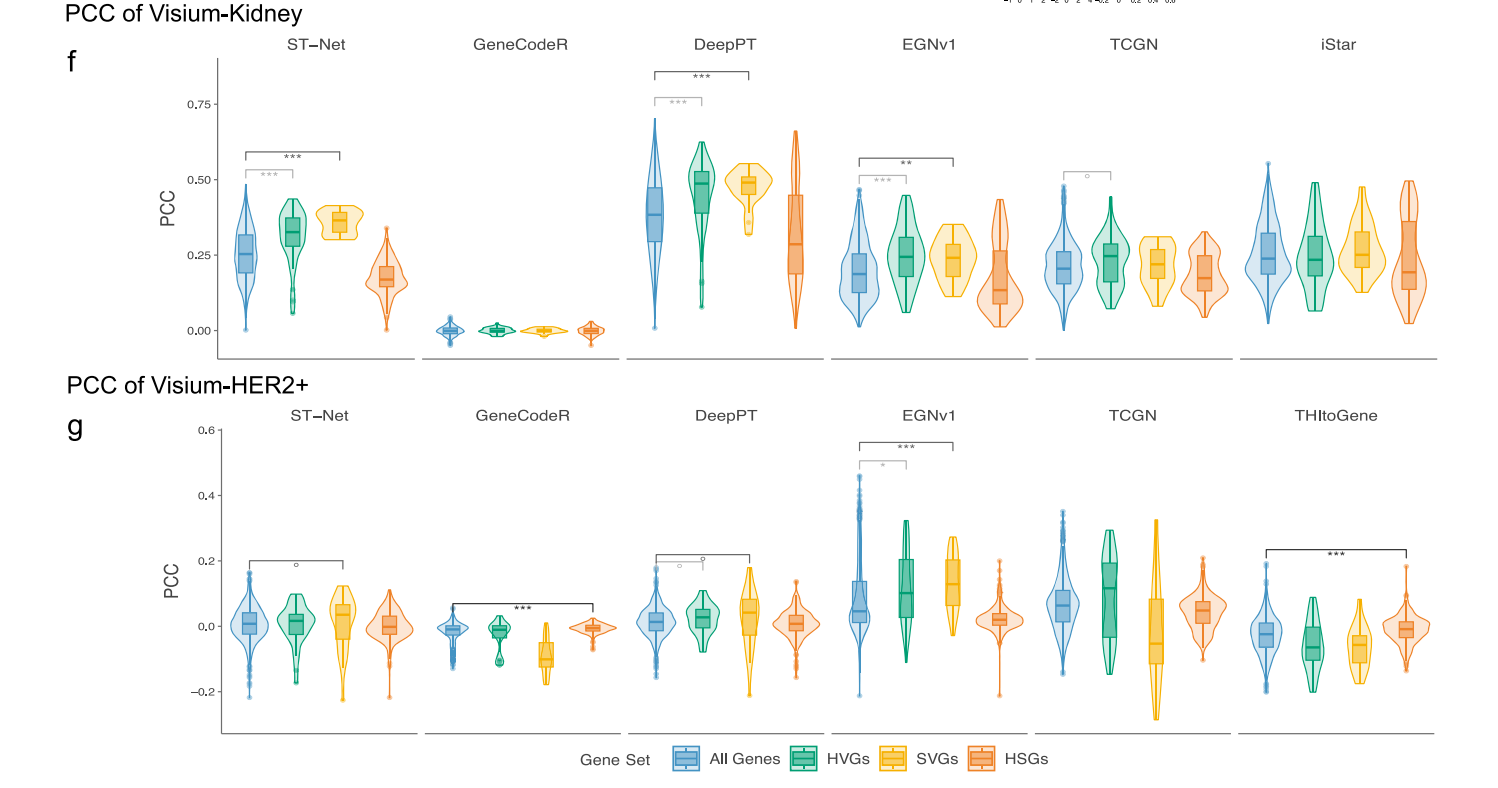 PCC of Visium-Kidney
f
ST−Net GeneCodeR DeepPT EGNv1 TCGN iStar
PCC
0.75
0.50
0.25
0.00
*** *** *** *** ** *** o
PCC of Visium-HER2+
g
ST−Net GeneCodeR DeepPT EGNv1 TCGN THItoGene
PCC
0.6
0.4
0.2
0.0
−0.2
o *** o o *** * ***
Gene Set All Genes HVGs SVGs HSGs